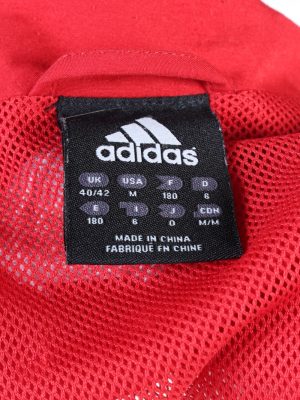 adidas
UK USA F D
40/42 M 180 6
E I J CDN
180 6 O M/M
MADE IN CHINA
FABRIQUÉ EN CHINE